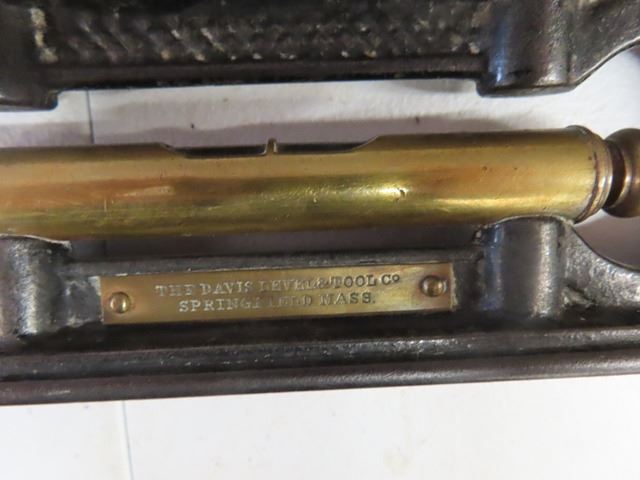 THE DAVIS LEVEL & TOOL CO
SPRINGFIELD MASS.